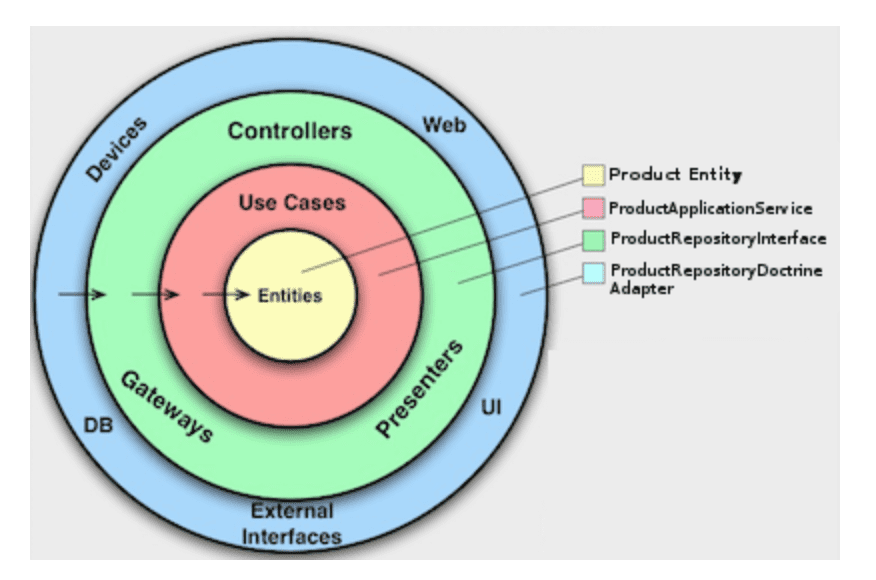 Devices
Controllers
Web
Use Cases
Entities
Gateways
Presenters
DB
UI
External
Interfaces
Product Entity
ProductApplicationService
ProductRepositoryInterface
ProductRepositoryDoctrine
Adapter